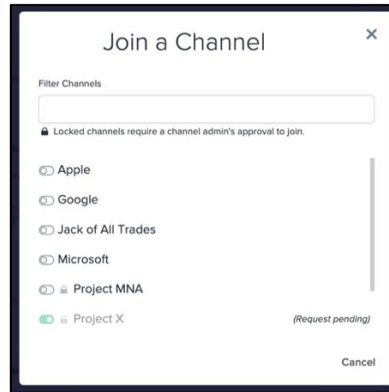 Join a Channel
Filter Channels
Locked channels require a channel admin's approval to join.
Apple
Google
Jack of All Trades
Microsoft
Project MNA
Project X (Request pending)
Cancel